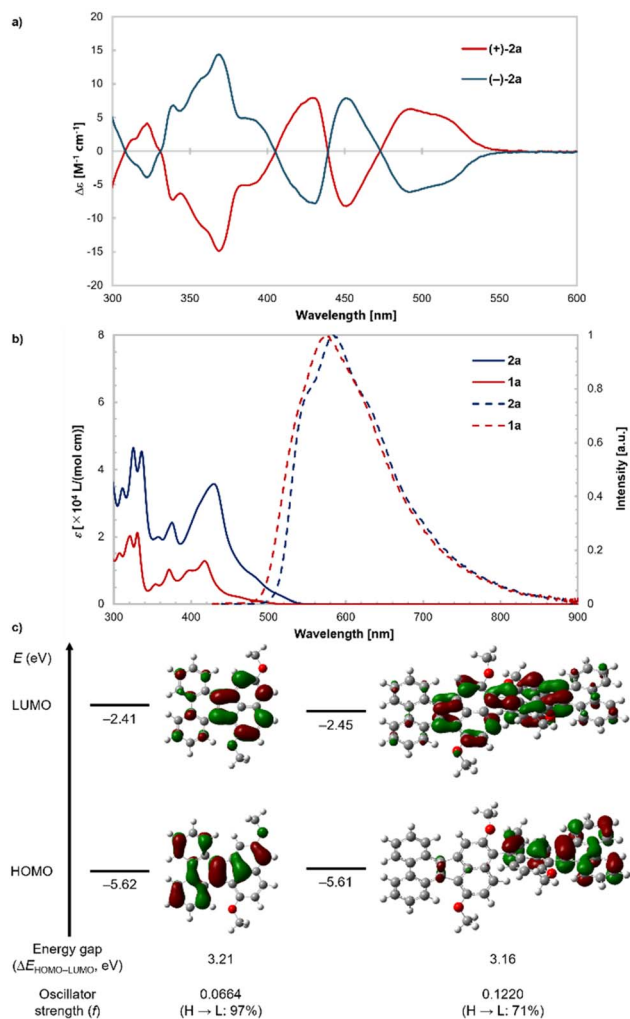 a)
20
15
10
5
0
-5
-10
-15
-20
Δε [M⁻¹ cm⁻¹]
(+)-2a
(–)-2a
300 350 400 450 500 550 600
Wavelength [nm]
b)
8
6
4
2
0
ε [× 10⁴ L/(mol cm)]
2a
1a
2a
1a
1
0.8
0.6
0.4
0.2
0
Intensity [a.u.]
300 400 500 600 700 800 900
Wavelength [nm]
c)
E (eV)
LUMO
–2.41
–2.45
HOMO
–5.62
–5.61
Energy gap
(ΔE_HOMO–LUMO, eV)
3.21
3.16
Oscillator
strength (f)
0.0664
(H → L: 97%)
0.1220
(H → L: 71%)